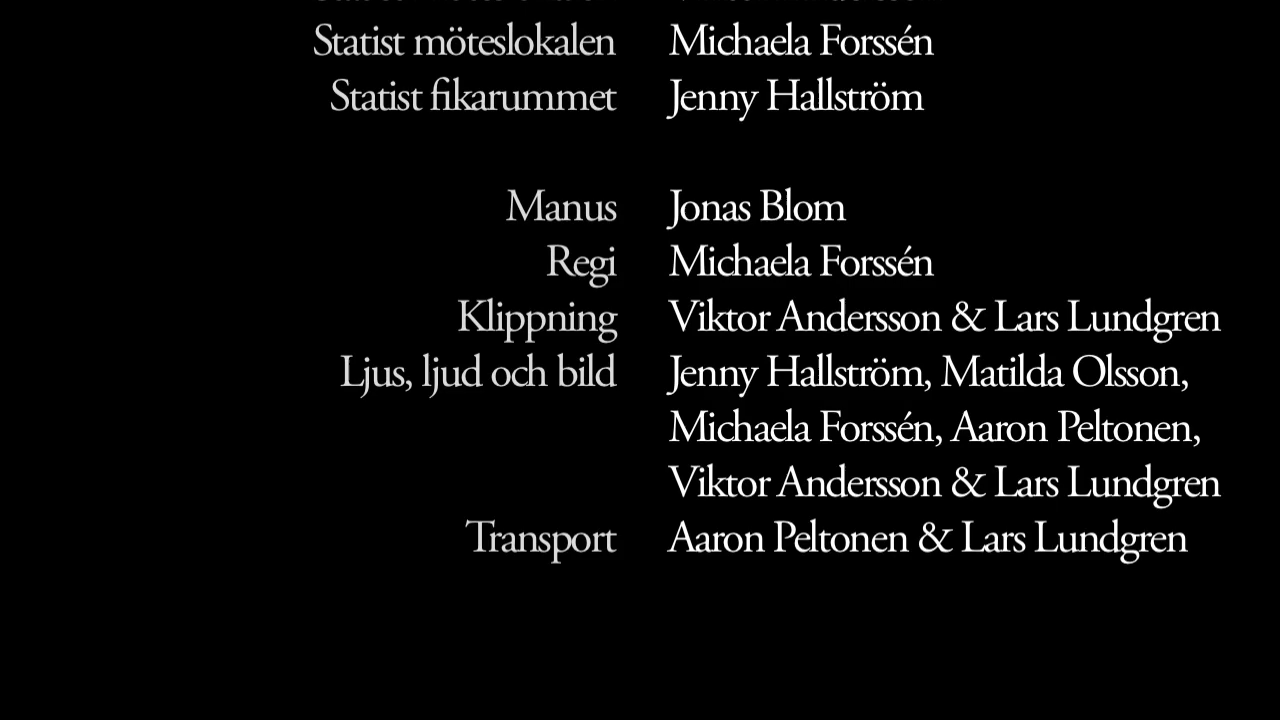 Statist möteslokalen Michaela Forssén
Statist fikarummet Jenny Hallström
Manus Jonas Blom
Regi Michaela Forssén
Klippning Viktor Andersson & Lars Lundgren
Ljus, ljud och bild Jenny Hallström, Matilda Olsson,
Michaela Forssén, Aaron Peltonen,
Viktor Andersson & Lars Lundgren
Transport Aaron Peltonen & Lars Lundgren